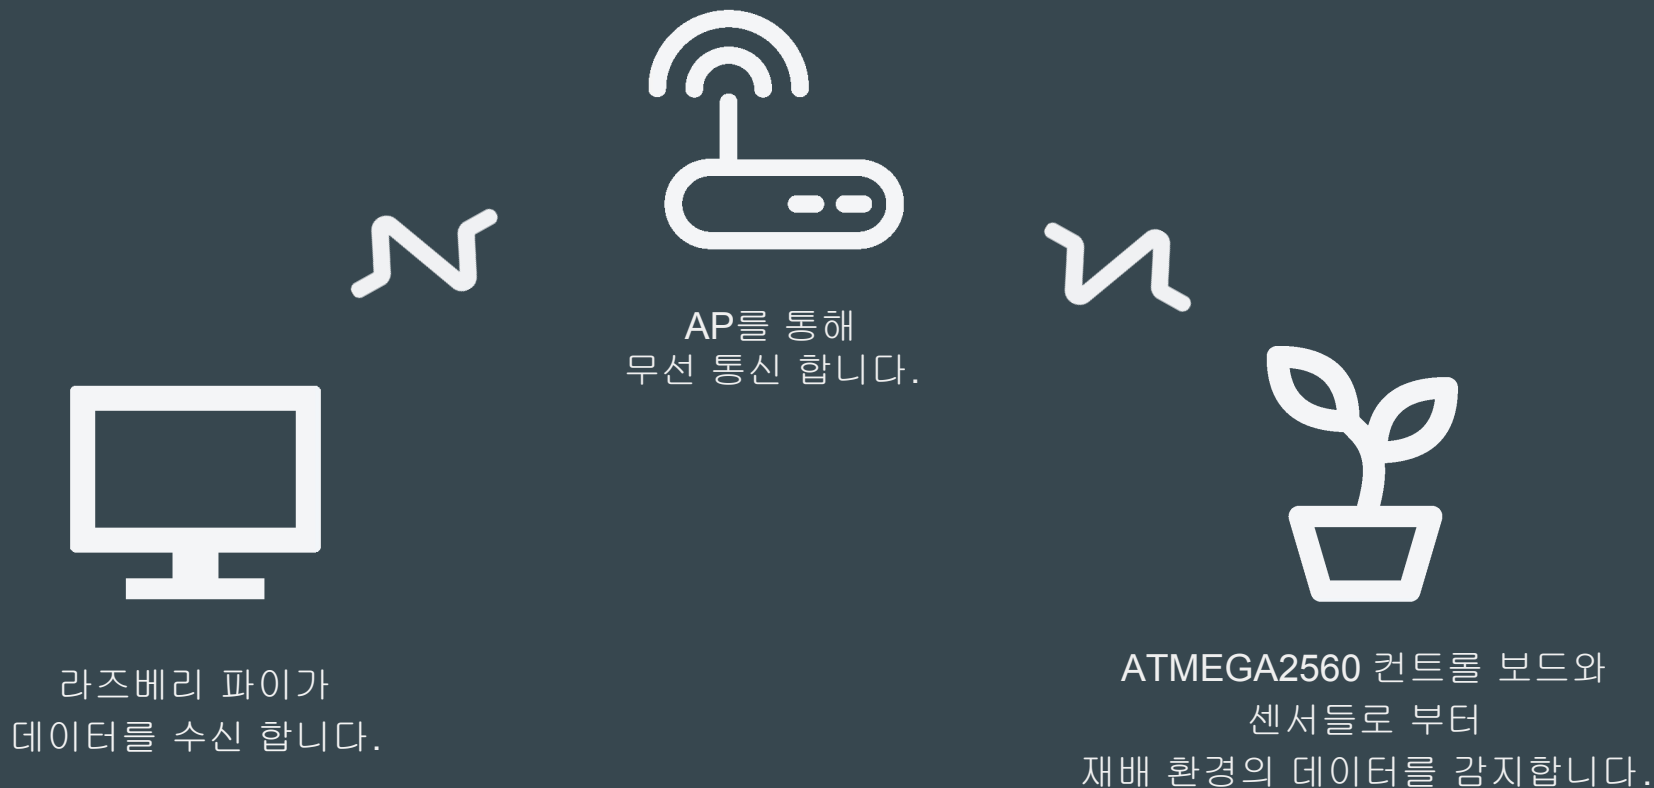 AP를 통해
무선 통신 합니다.
라즈베리 파이가
데이터를 수신 합니다.
ATMEGA2560 컨트롤 보드와
센서들로 부터
재배 환경의 데이터를 감지합니다.